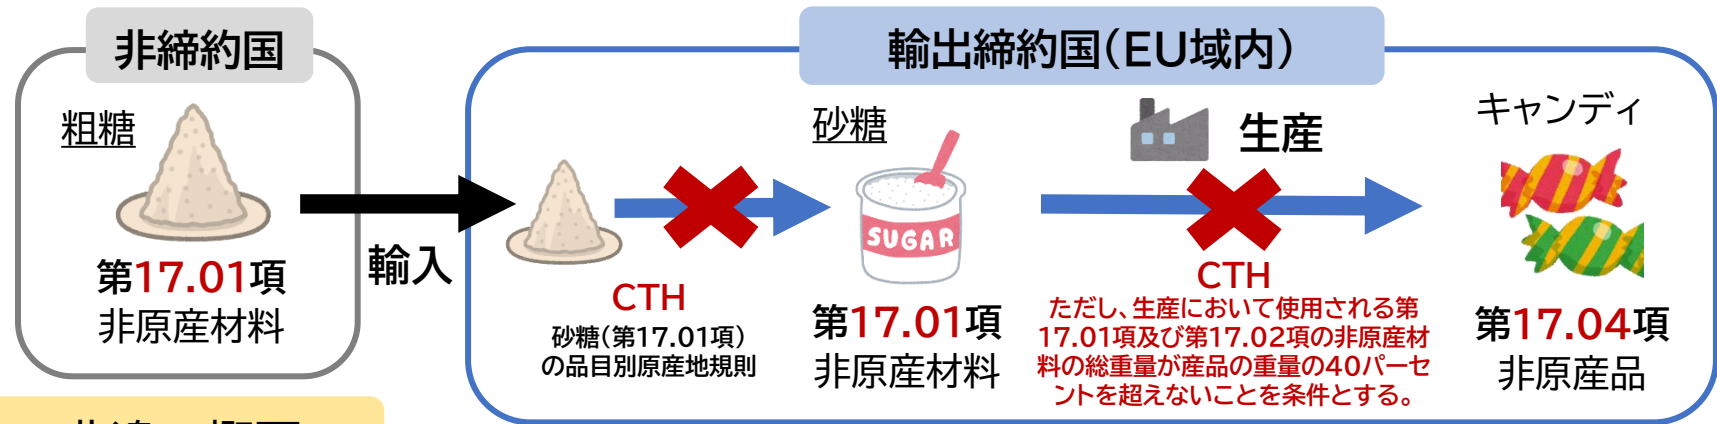 非締約国
輸出締約国(EU域内)
粗糖
第17.01項
非原産材料
輸入
CTH
砂糖(第17.01項)
の品目別原産地規則
砂糖
SUGAR
第17.01項
非原産材料
生産
CTH
ただし、生産において使用される第
17.01項及び第17.02項の非原産材
料の総重量が産品の重量の40パーセ
ントを超えないことを条件とする。
キャンディ
第17.04項
非原産品